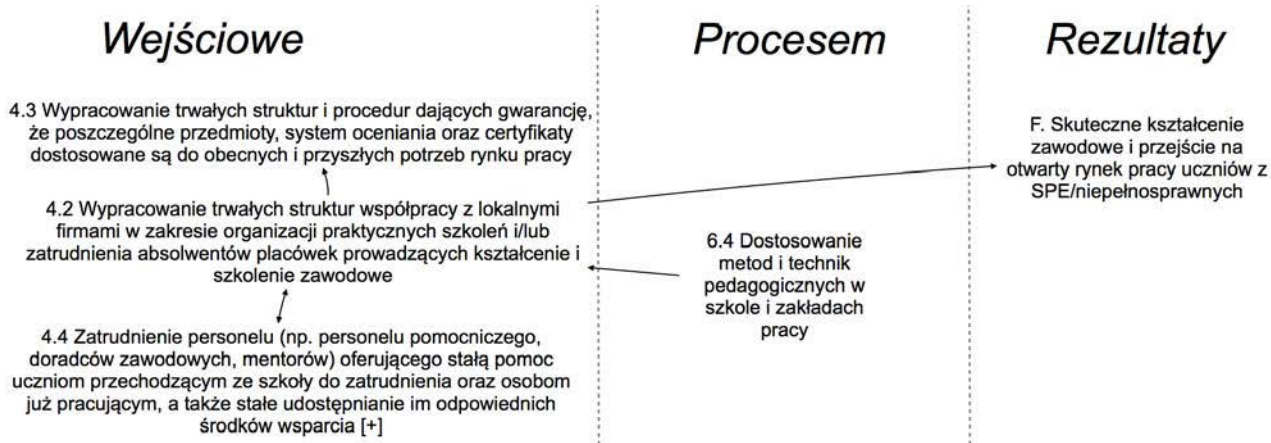 Wejściowe
4.3 Wypracowanie trwałych struktur i procedur dających gwarancję,
że poszczególne przedmioty, system oceniania oraz certyfikaty
dostosowane są do obecnych i przyszłych potrzeb rynku pracy
4.2 Wypracowanie trwałych struktur współpracy z lokalnymi
firmami w zakresie organizacji praktycznych szkoleń i/lub
zatrudnienia absolwentów placówek prowadzących kształcenie i
szkolenie zawodowe
4.4 Zatrudnienie personelu (np. personelu pomocniczego,
doradców zawodowych, mentorów) oferującego stałą pomoc
uczniom przechodzącym ze szkoły do zatrudnienia oraz osobom
już pracującym, a także stałe udostępnianie im odpowiednich
środków wsparcia [+]
Procesem
6.4 Dostosowanie
metod i technik
pedagogicznych w
szkole i zakładach
pracy
Rezultaty
F. Skuteczne kształcenie
zawodowe i przejście na
otwarty rynek pracy uczniów z
SPE/niepełnosprawnych